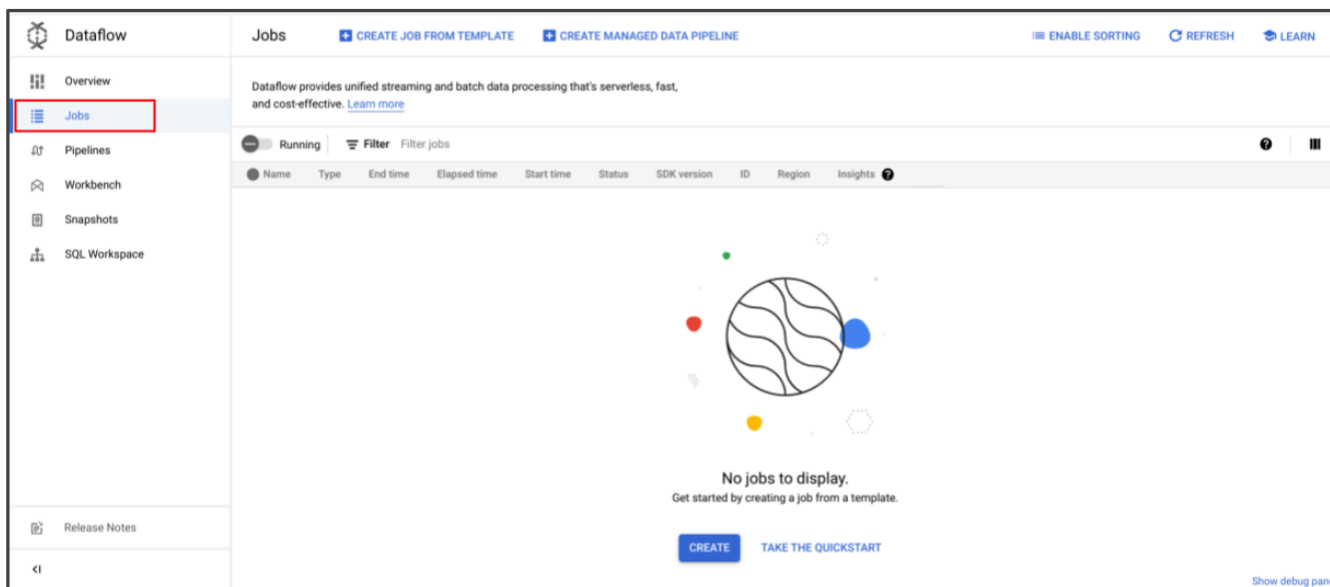 Dataflow
Jobs
CREATE JOB FROM TEMPLATE
CREATE MANAGED DATA PIPELINE
ENABLE SORTING
REFRESH
LEARN
Overview
Jobs
Pipelines
Workbench
Snapshots
SQL Workspace
Release Notes
Dataflow provides unified streaming and batch data processing that's serverless, fast,
and cost-effective. Learn more
Running Filter Filter jobs
Name Type End time Elapsed time Start time Status SDK version ID Region Insights
No jobs to display.
Get started by creating a job from a template.
CREATE TAKE THE QUICKSTART
Show debug pane